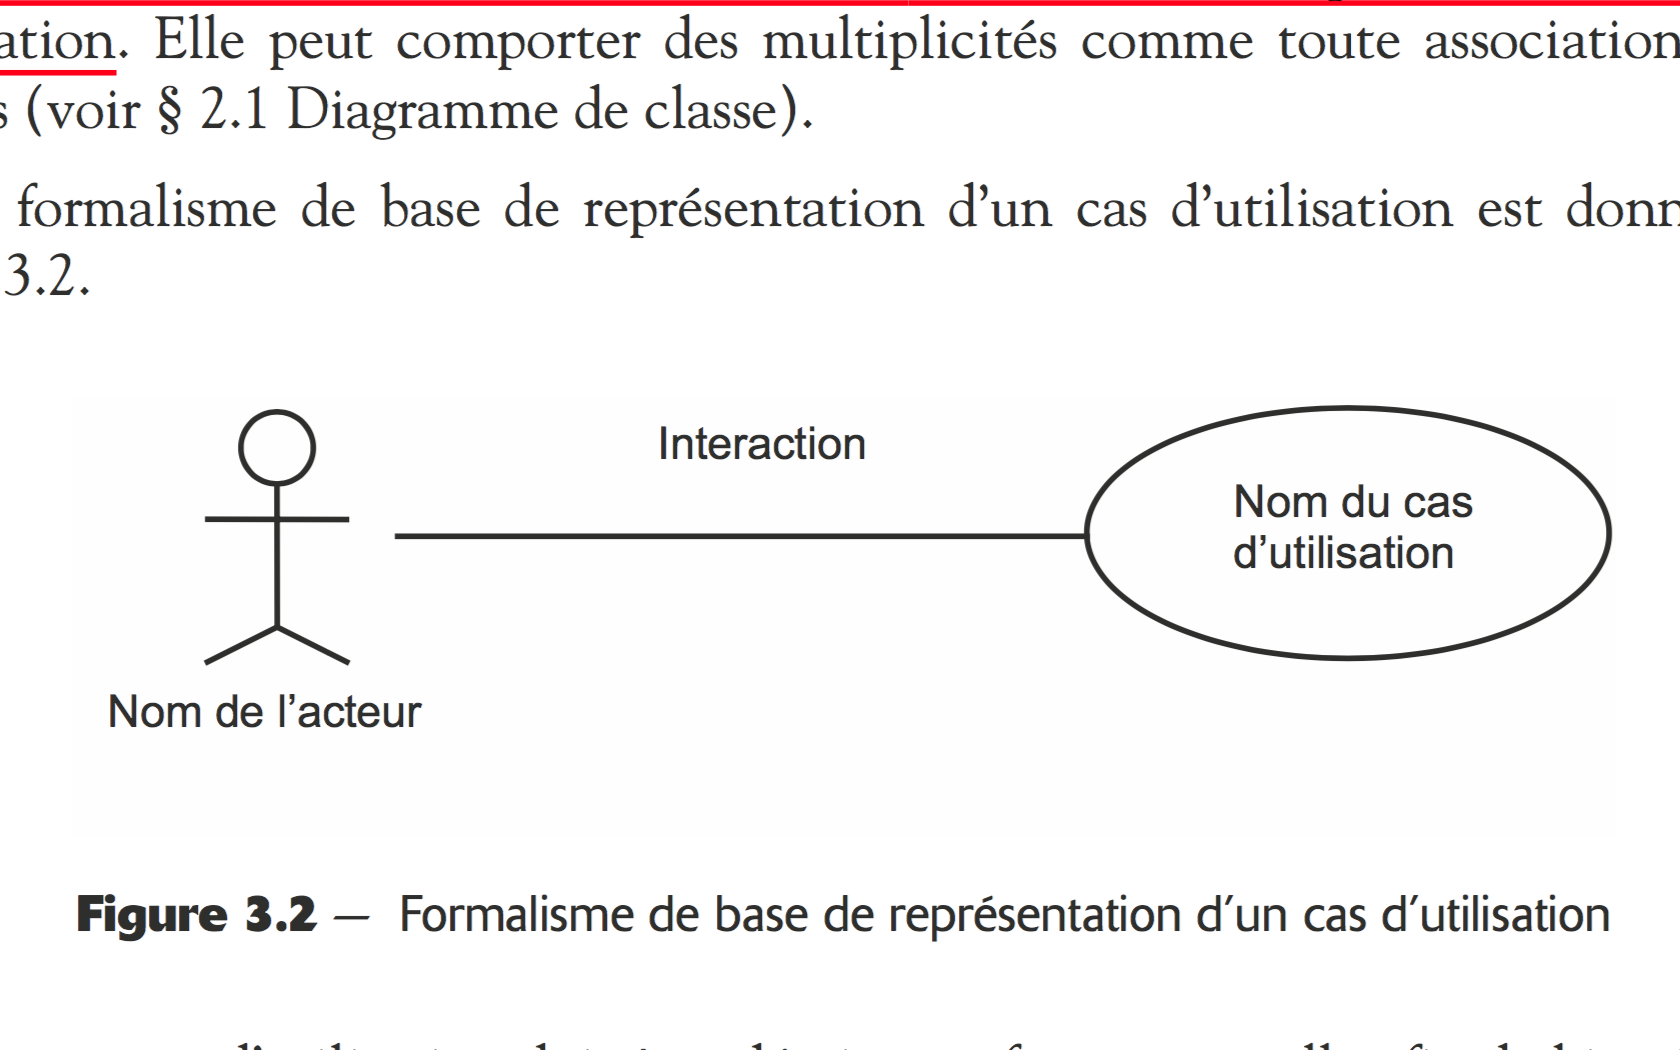 ation. Elle peut comporter des multiplicités comme toute association
s (voir § 2.1 Diagramme de classe).
formalisme de base de représentation d’un cas d’utilisation est donn
3.2.
Interaction
Nom du cas
d’utilisation
Nom de l’acteur
Figure 3.2 — Formalisme de base de représentation d’un cas d’utilisation